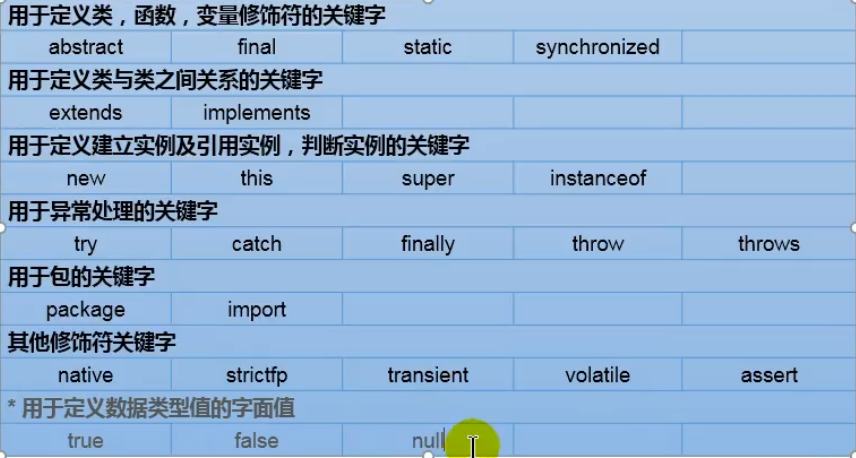 用于定义类，函数，变量修饰符的关键字
abstract final static synchronized
用于定义类与类之间关系的关键字
extends implements
用于定义建立实例及引用实例，判断实例的关键字
new this super instanceof
用于异常处理的关键字
try catch finally throw throws
用于包的关键字
package import
其他修饰符关键字
native strictfp transient volatile assert
* 用于定义数据类型值的字面值
true false null